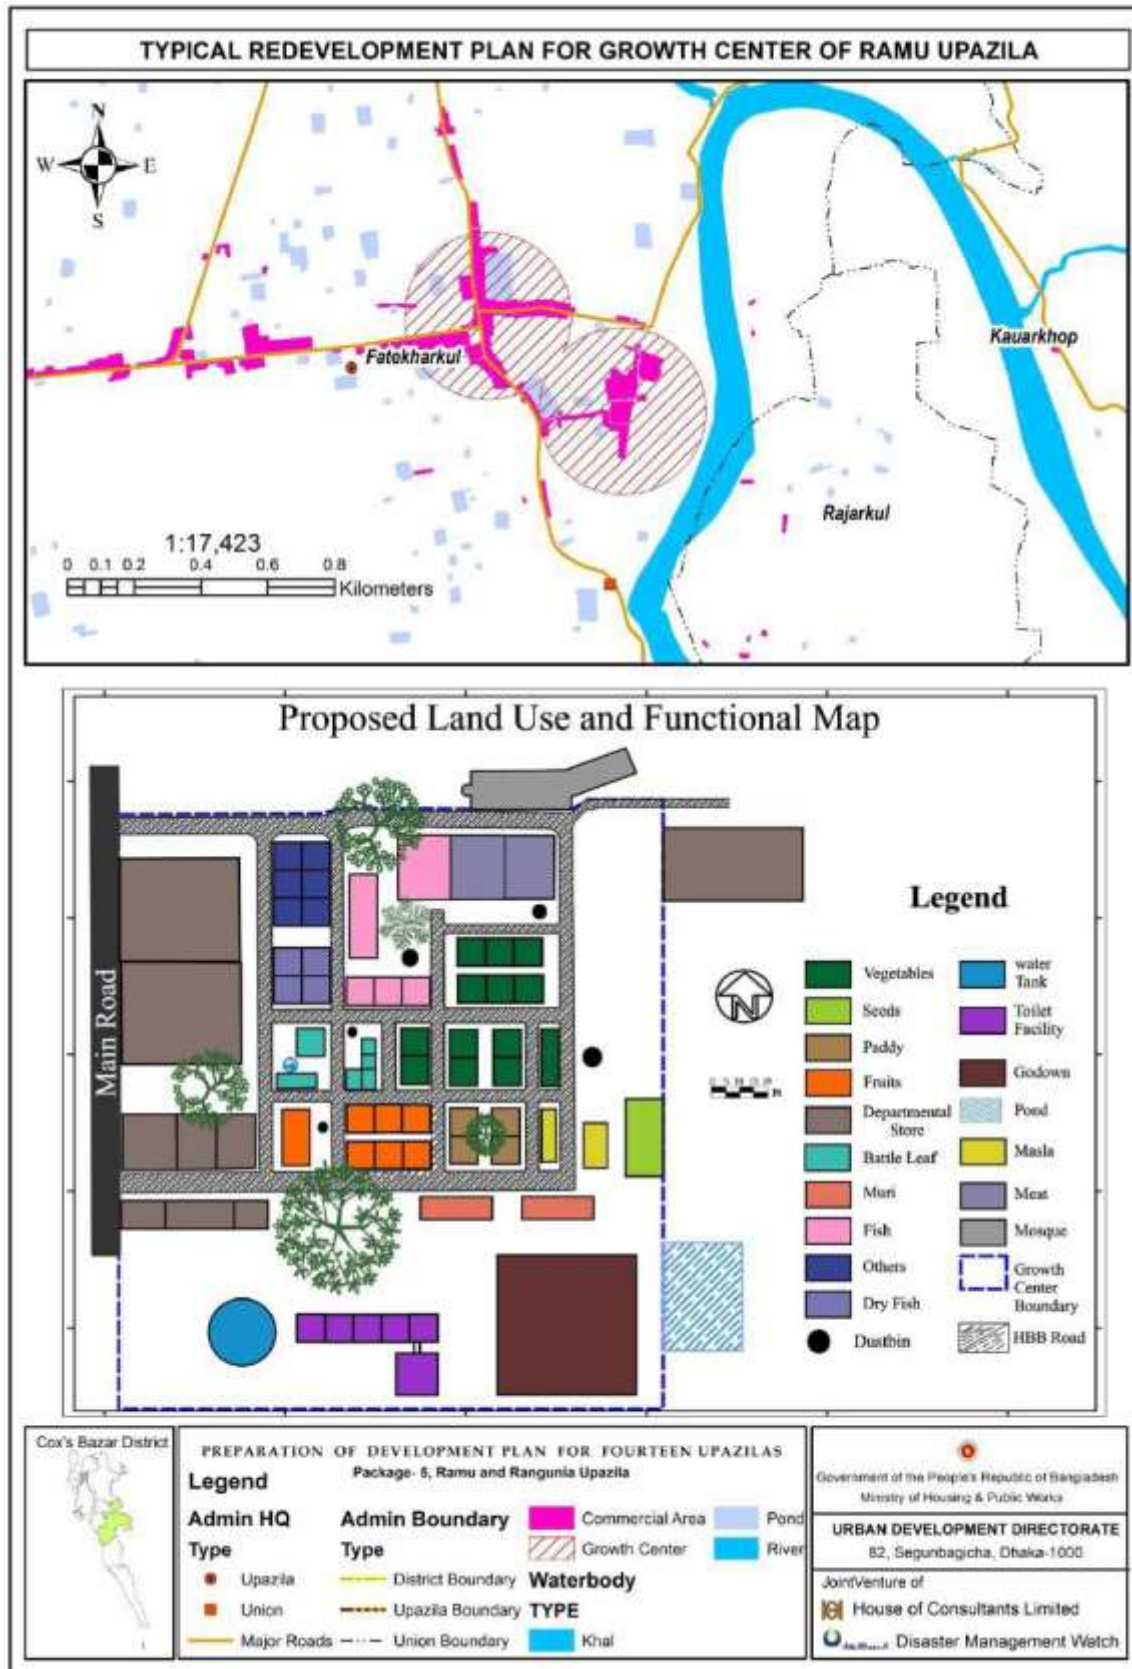 TYPICAL REDEVELOPMENT PLAN FOR GROWTH CENTER OF RAMU UPAZILA
N
W E
S
Fatekharkul
Kauarkhop
Rajarkul
1:17,423
0 0.1 0.2 0.4 0.6 0.8
Kilometers
Proposed Land Use and Functional Map
Main Road
N
Legend
Vegetables
Seeds
Paddy
Fruits
Departmental
Store
Battle Leaf
Muri
Fish
Others
Dry Fish
Dustbin
water
Tank
Toilet
Facility
Godown
Pond
Masla
Meat
Mosque
Growth
Center
Boundary
HBB Road
Cox's Bazar District
PREPARATION OF DEVELOPMENT PLAN FOR FOURTEEN UPAZILAS
Package- 5, Ramu and Rangunia Upazila
Legend
Admin HQ
Type
Upazila
Union
Major Roads
Admin Boundary
Type
District Boundary
Upazila Boundary
Union Boundary
Commercial Area
Growth Center
Waterbody
TYPE
Khal
Pond
River
Government of the People's Republic of Bangladesh
Ministry of Housing & Public Works
URBAN DEVELOPMENT DIRECTORATE
82, Segunbagicha, Dhaka-1000
JointVenture of
House of Consultants Limited
Disaster Management Watch